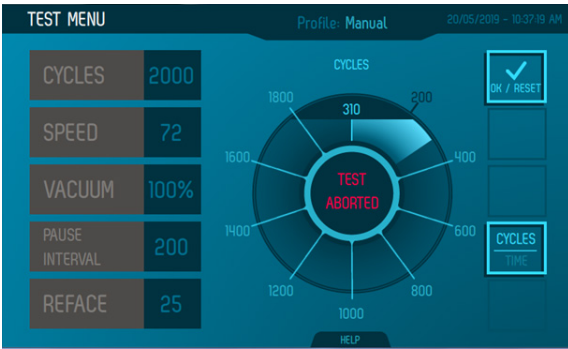 TEST MENU
Profile: Manual
20/05/2019 - 10:37:19 AM
CYCLES 2000
SPEED 72
VACUUM 100%
PAUSE
INTERVAL
200
REFACE 25
CYCLES
310
200
400
600
800
1000
1200
1400
1600
1800
TEST
ABORTED
OK / RESET
CYCLES
TIME
HELP